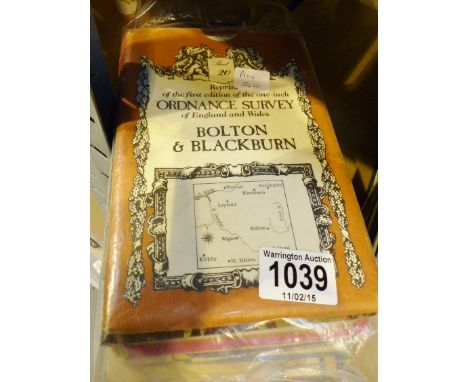 Sheet
20
Reprint
of the first edition of the one-inch
ORDNANCE SURVEY
of England and Wales
BOLTON
& BLACKBURN
Preston
Accrington
Blackburn
Leyland
Wigan
Bolton
Kirkby
St. Helens
Warrington Auction
1039
11/02/15